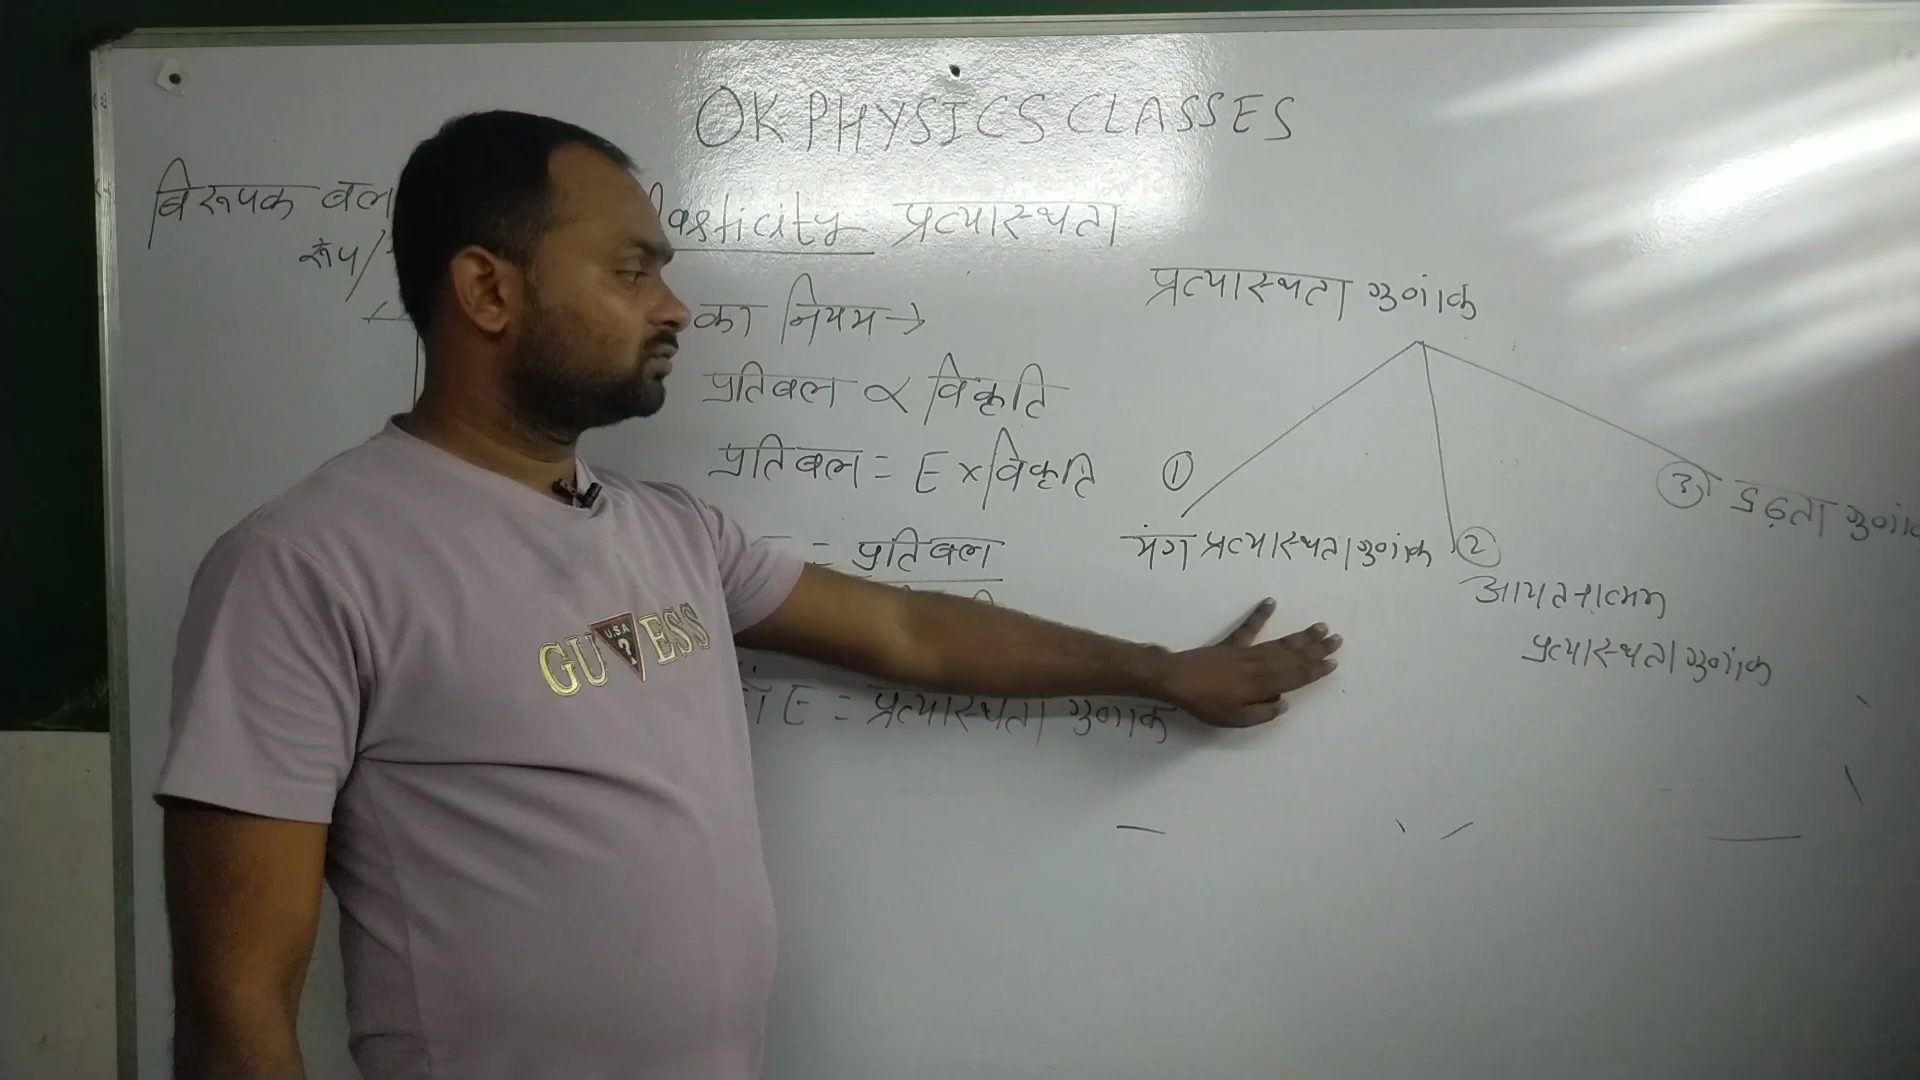 OK PHYSICS CLASSES
बिरूपक बल
lasticity प्रत्यास्थता
रूप/
का नियम →
प्रतिबल ∝ विकृति
प्रतिबल = E × विकृति
= प्रतिबल
E = प्रत्यास्थता गुणांक
प्रत्यास्थता गुणांक
①
यंग प्रत्यास्थता गुणांक
②
आयतनात्मक
प्रत्यास्थता गुणांक
③ दृढ़ता गुणांक
GUESS
U.S.A
?